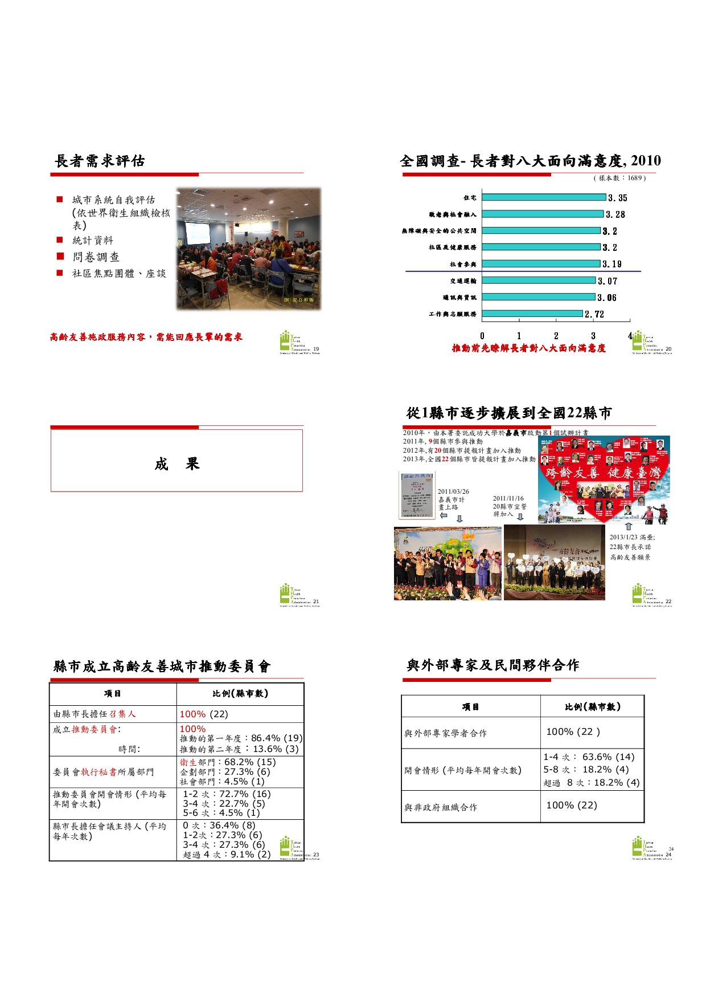 長者需求評估
城市系統自我評估
(依世界衛生組織檢核
表)
統計資料
問卷調查
社區焦點團體、座談
2011-02-23 09:05
高齡友善施政服務內容，需能回應長輩的需求
Taiwan
Health
Promotion
Administration 19
Ministry of Health and Welfare, Taiwan
全國調查- 長者對八大面向滿意度, 2010
( 樣本數：1689 )
住宅 3.35
敬老與社會融入 3.28
無障礙與安全的公共空間 3.2
社區及健康服務 3.2
社會參與 3.19
交通運輸 3.07
通訊與資訊 3.06
工作與志願服務 2.72
0 1 2 3 4
推動前先瞭解長者對八大面向滿意度
Taiwan
Health
Promotion
Administration 20
Ministry of Health and Welfare, Taiwan
成 果
Taiwan
Health
Promotion
Administration 21
Ministry of Health and Welfare, Taiwan
從1縣市逐步擴展到全國22縣市
2010年，由本署委託成功大學於嘉義市啟動第1個試辦計畫
2011年, 9個縣市參與推動
2012年,有20個縣市提報計畫加入推動
2013年,全國22個縣市皆提報計畫加入推動
跨齡友善 健康臺灣
2011/03/26
嘉義市計
畫上路
2011/11/16
20縣市宣誓
將加入
2013/1/23 滿壘;
22縣市長承諾
高齡友善願景
Taiwan
Health
Promotion
Administration 22
Ministry of Health and Welfare, Taiwan
縣市成立高齡友善城市推動委員會
項目 比例(縣市數)
由縣市長擔任召集人 100% (22)
成立推動委員會: 100%
推動的第一年度：86.4% (19)
時間: 推動的第二年度：13.6% (3)
衛生部門：68.2% (15)
委員會執行秘書所屬部門 企劃部門：27.3% (6)
社會部門：4.5% (1)
推動委員會開會情形 (平均每 1-2 次：72.7% (16)
年開會次數) 3-4 次：22.7% (5)
5-6 次：4.5% (1)
縣市長擔任會議主持人 (平均 0 次：36.4% (8)
每年次數) 1-2次：27.3% (6)
3-4 次：27.3% (6)
超過 4 次：9.1% (2)
Taiwan
Health
Promotion
Administration 23
Ministry of Health and Welfare, Taiwan
與外部專家及民間夥伴合作
項目 比例(縣市數)
與外部專家學者合作 100% (22 )
1-4 次： 63.6% (14)
開會情形 (平均每年開會次數) 5-8 次： 18.2% (4)
超過 8 次：18.2% (4)
與非政府組織合作 100% (22)
24
Taiwan
Health
Promotion
Administration 24
Ministry of Health and Welfare, Taiwan